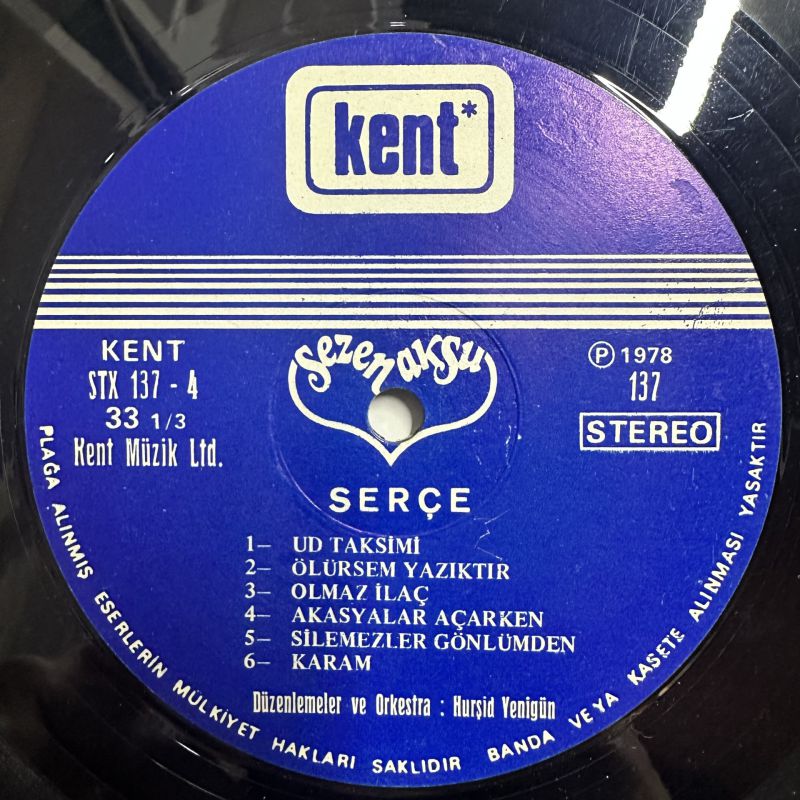 kent*
KENT
STX 137 - 4
33 1/3
Kent Müzik Ltd.
sezen aksu
℗ 1978
137
STEREO
SERÇE
1— UD TAKSİMİ
2— ÖLÜRSEM YAZIKTIR
3— OLMAZ İLAÇ
4— AKASYALAR AÇARKEN
5— SİLEMEZLER GÖNLÜMDEN
6— KARAM
Düzenlemeler ve Orkestra : Hurşid Yenigün
PLAĞA ALINMIŞ ESERLERİN MÜLKİYET HAKLARI SAKLIDIR BANDA VEYA KASETE ALINMASI YASAKTIR